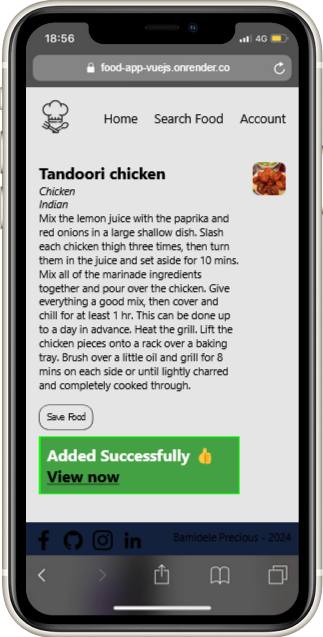 18:56
4G
food-app-vuejs.onrender.co
Home Search Food Account
Tandoori chicken
Chicken
Indian
Mix the lemon juice with the paprika and
red onions in a large shallow dish. Slash
each chicken thigh three times, then turn
them in the juice and set aside for 10 mins.
Mix all of the marinade ingredients
together and pour over the chicken. Give
everything a good mix, then cover and
chill for at least 1 hr. This can be done up
to a day in advance. Heat the grill. Lift the
chicken pieces onto a rack over a baking
tray. Brush over a little oil and grill for 8
mins on each side or until lightly charred
and completely cooked through.
Save Food
Added Successfully 👍
View now
Bamidele Precious - 2024